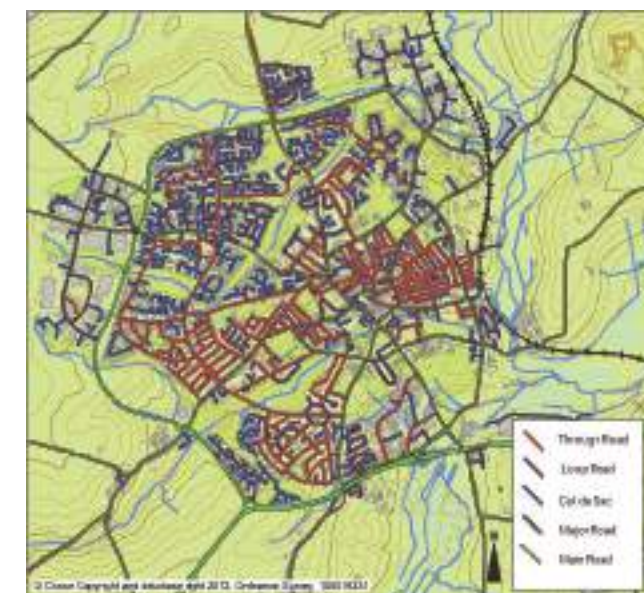 Through Road
Loop Road
Cul de Sac
Major Road
Main Road
N
© Crown Copyright and database right 2013. Ordnance Survey